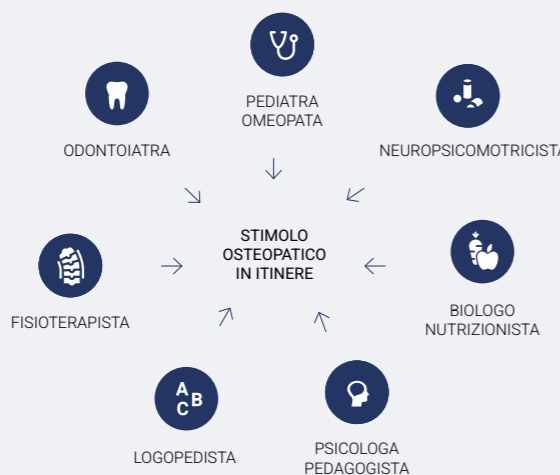 PEDIATRA
OMEOPATA
ODONTOIATRA
NEUROPSICOMOTRICISTA
STIMOLO
OSTEOPATICO
IN ITINERE
FISIOTERAPISTA
BIOLOGO
NUTRIZIONISTA
A
B
C
LOGOPEDISTA
PSICOLOGA
PEDAGOGISTA